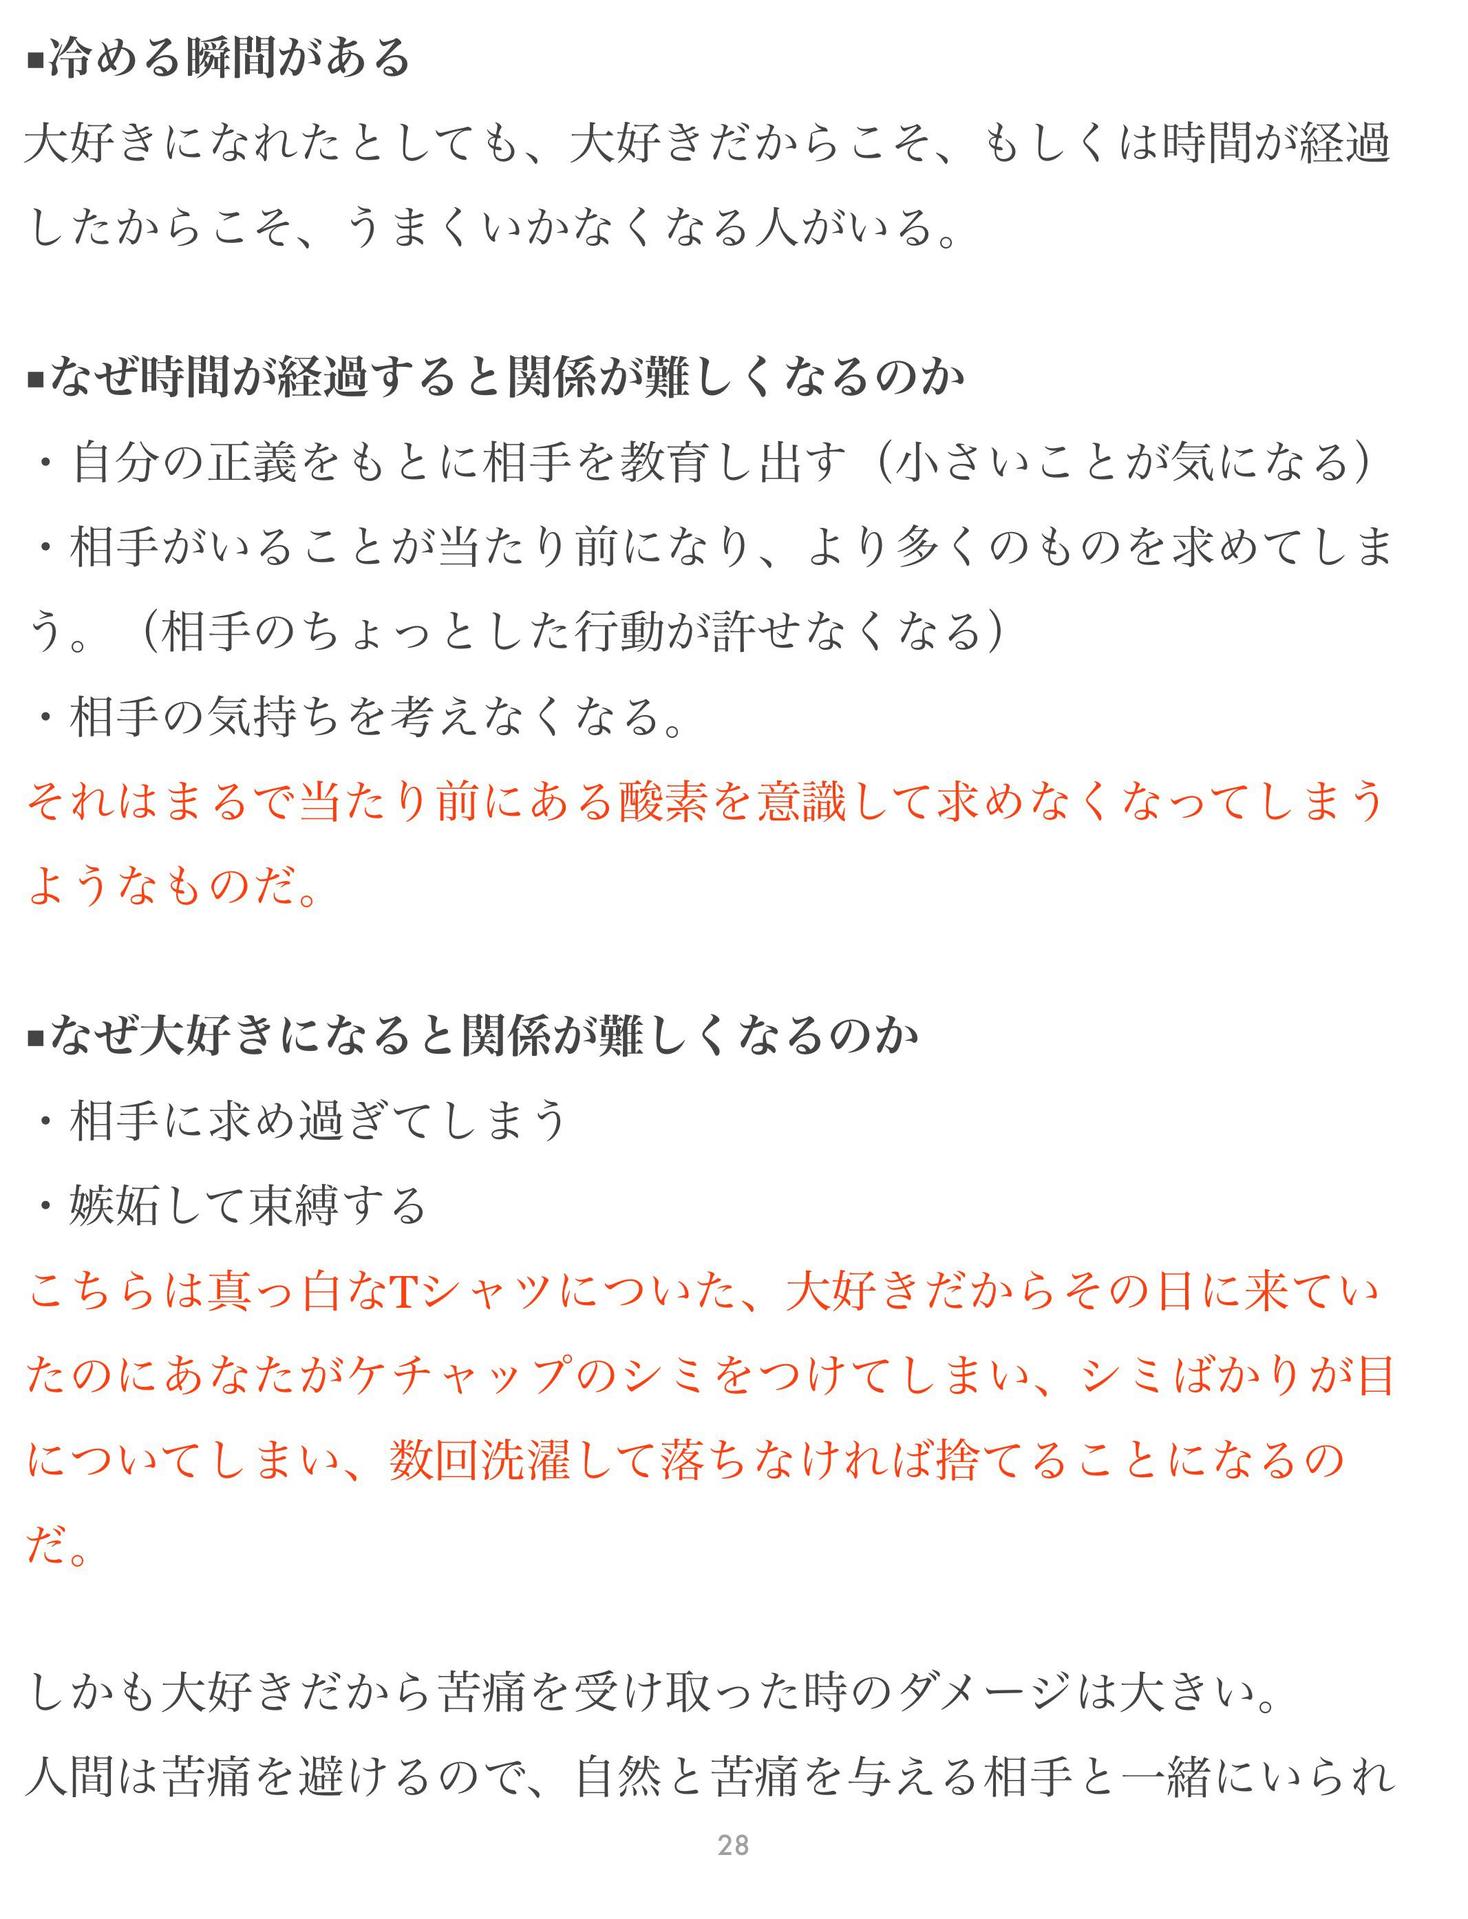 ▪冷める瞬間がある
大好きになれたとしても、大好きだからこそ、もしくは時間が経過
したからこそ、うまくいかなくなる人がいる。
▪なぜ時間が経過すると関係が難しくなるのか
・自分の正義をもとに相手を教育し出す（小さいことが気になる）
・相手がいることが当たり前になり、より多くのものを求めてしま
う。（相手のちょっとした行動が許せなくなる）
・相手の気持ちを考えなくなる。
それはまるで当たり前にある酸素を意識して求めなくなってしまう
ようなものだ。
▪なぜ大好きになると関係が難しくなるのか
・相手に求め過ぎてしまう
・嫉妬して束縛する
こちらは真っ白なTシャツについた、大好きだからその日に来てい
たのにあなたがケチャップのシミをつけてしまい、シミばかりが目
についてしまい、数回洗濯して落ちなければ捨てることになるの
だ。
しかも大好きだから苦痛を受け取った時のダメージは大きい。
人間は苦痛を避けるので、自然と苦痛を与える相手と一緒にいられ
28